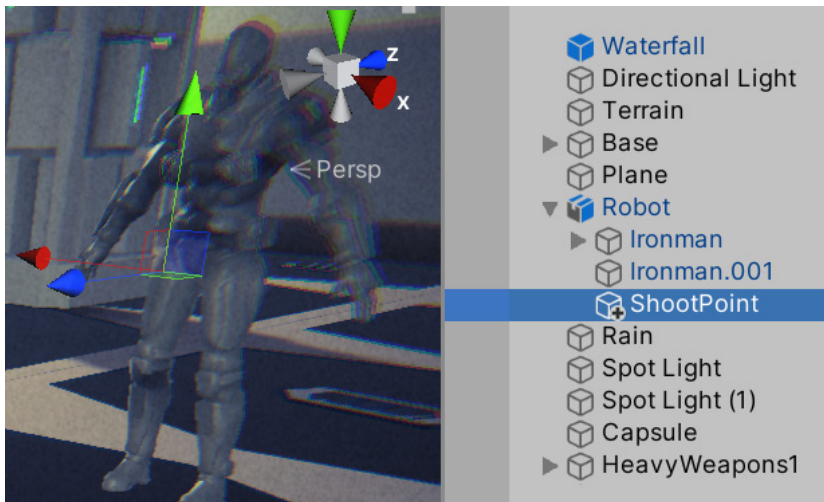 z
x
Persp
Waterfall
Directional Light
Terrain
Base
Plane
Robot
Ironman
Ironman.001
ShootPoint
Rain
Spot Light
Spot Light (1)
Capsule
HeavyWeapons1